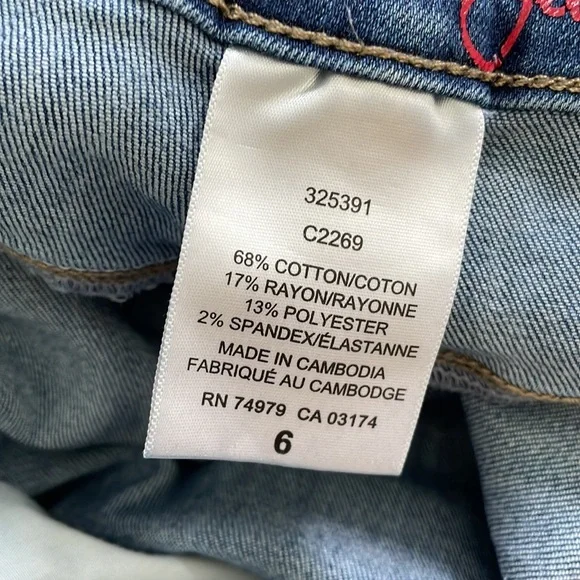 325391
C2269
68% COTTON/COTON
17% RAYON/RAYONNE
13% POLYESTER
2% SPANDEX/ÉLASTANNE
MADE IN CAMBODIA
FABRIQUÉ AU CAMBODGE
RN 74979 CA 03174
6